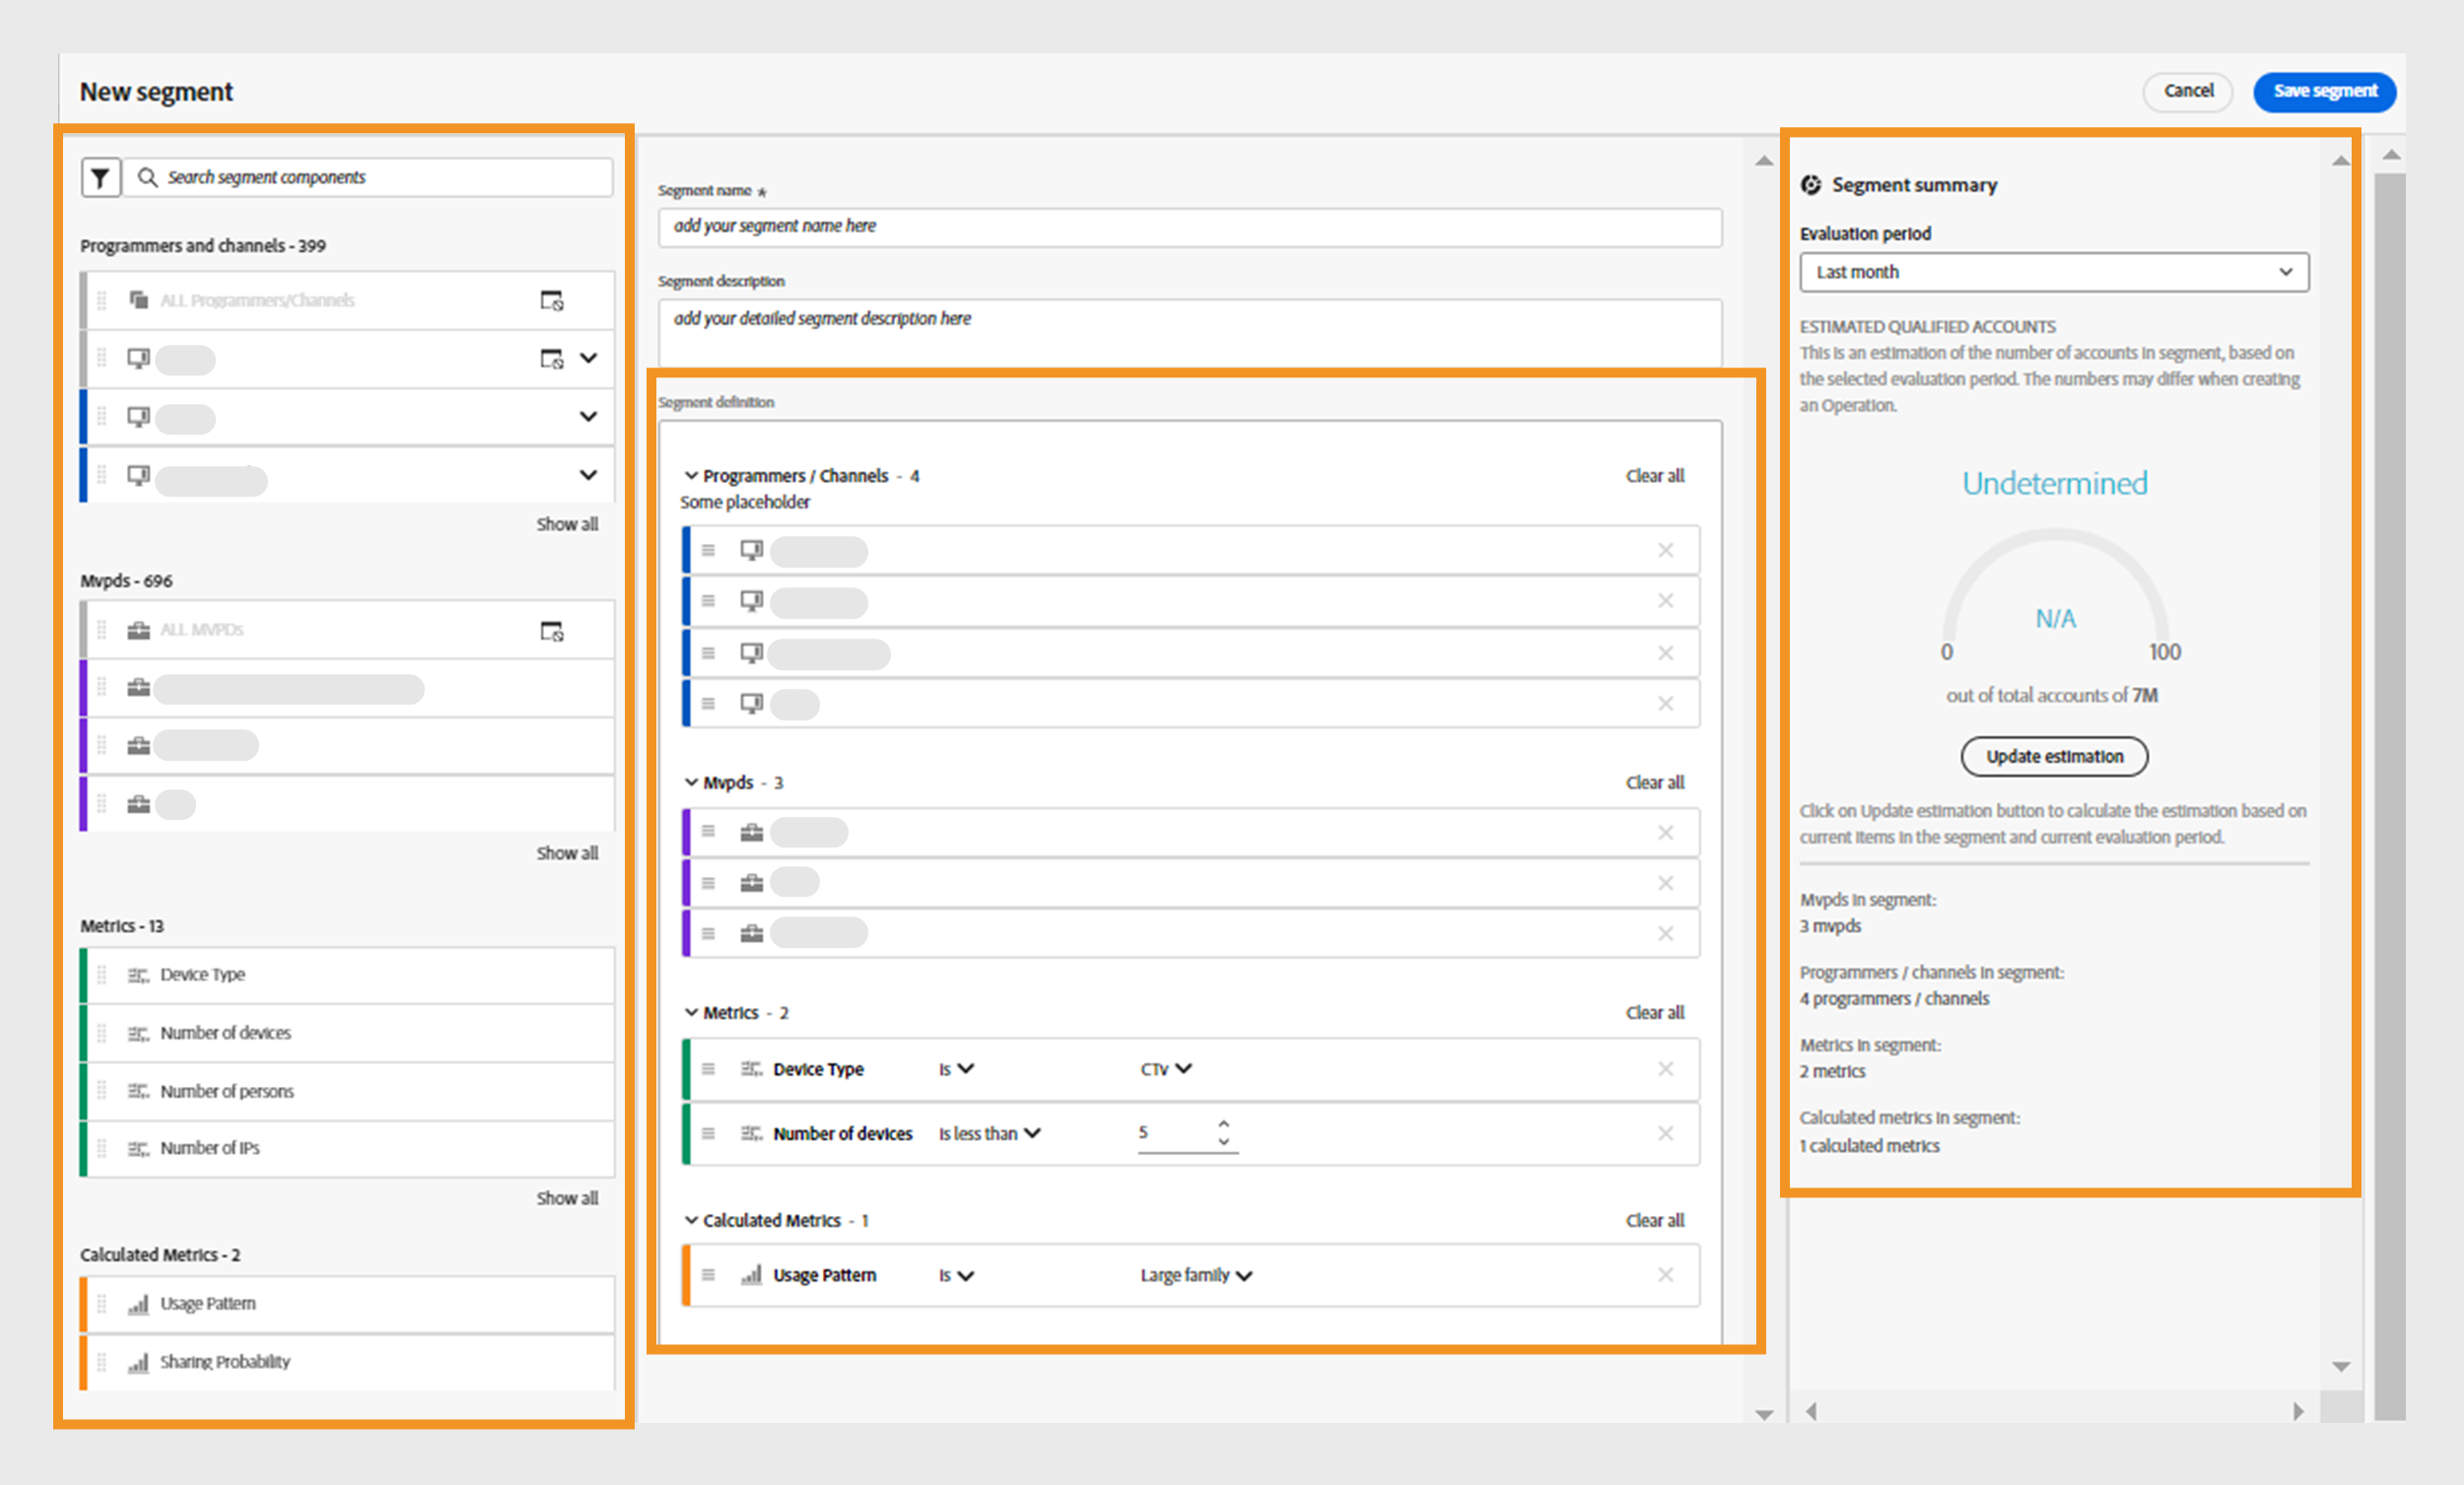 New segment
Cancel
Save segment
Search segment components
Programmers and channels - 399
ALL Programmers/Channels
Show all
Mvpds - 696
ALL MVPDs
Show all
Metrics - 13
Device Type
Number of devices
Number of persons
Number of IPs
Show all
Calculated Metrics - 2
Usage Pattern
Sharing Probability
Segment name *
add your segment name here
Segment description
add your detailed segment description here
Segment definition
Programmers / Channels - 4
Clear all
Some placeholder
Mvpds - 3
Clear all
Metrics - 2
Clear all
Device Type Is CTV
Number of devices Is less than 5
Calculated Metrics - 1
Clear all
Usage Pattern Is Large family
Segment summary
Evaluation period
Last month
ESTIMATED QUALIFIED ACCOUNTS
This is an estimation of the number of accounts in segment, based on
the selected evaluation period. The numbers may differ when creating
an Operation.
Undetermined
N/A
0 100
out of total accounts of 7M
Update estimation
Click on Update estimation button to calculate the estimation based on
current items in the segment and current evaluation period.
Mvpds in segment:
3 mvpds
Programmers / channels in segment:
4 programmers / channels
Metrics in segment:
2 metrics
Calculated metrics in segment:
1 calculated metrics